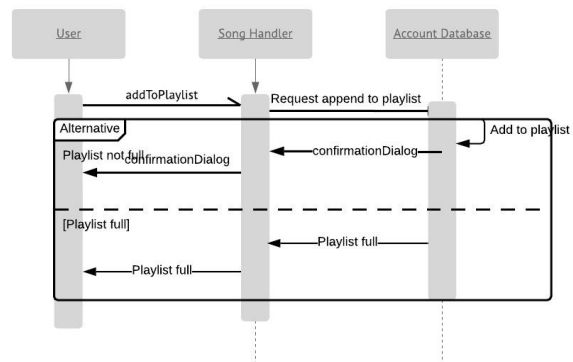 User
Song Handler
Account Database
addToPlaylist
Request append to playlist
Alternative
Add to playlist
Playlist not full
confirmationDialog
confirmationDialog
[Playlist full]
Playlist full
Playlist full